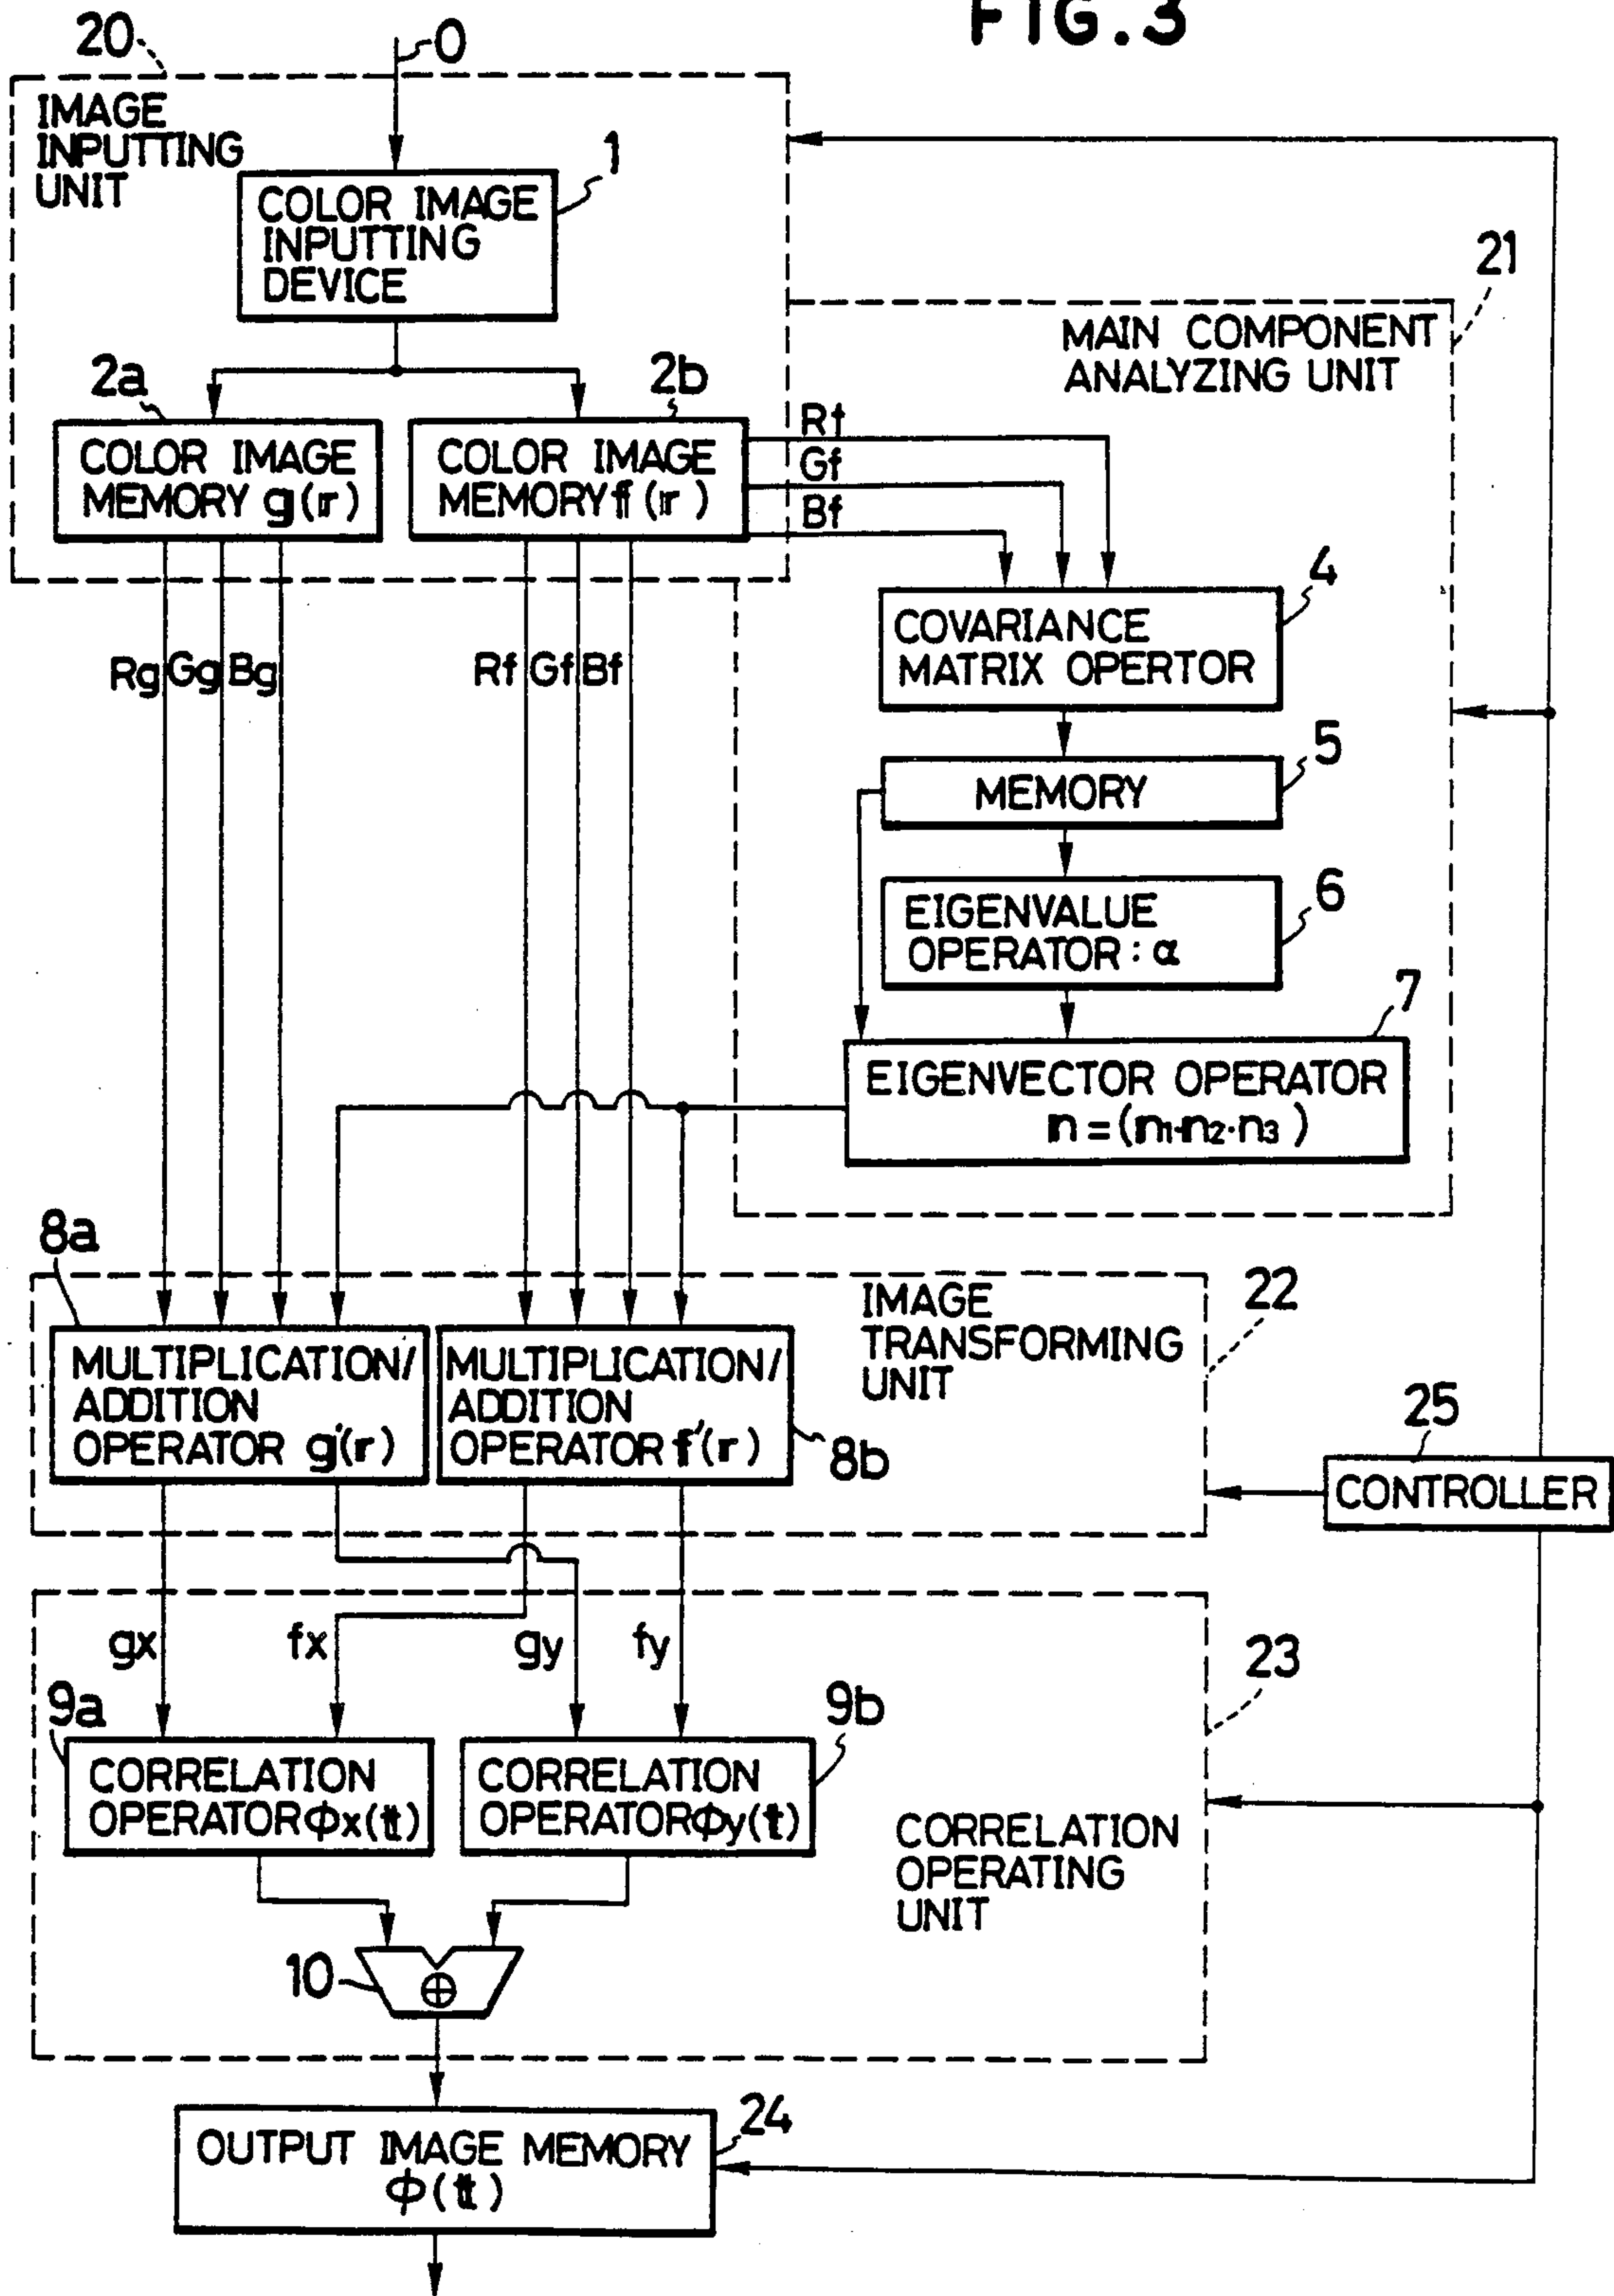 FIG.3
20
0
IMAGE
INPUTTING
UNIT
1
COLOR IMAGE
INPUTTING
DEVICE
21
MAIN COMPONENT
ANALYZING UNIT
2a
2b
COLOR IMAGE
MEMORY g(r)
COLOR IMAGE
MEMORY f(r)
Rf
Gf
Bf
4
COVARIANCE
MATRIX OPERTOR
Rg Gg Bg
Rf Gf Bf
5
MEMORY
6
EIGENVALUE
OPERATOR : α
7
EIGENVECTOR OPERATOR
n = (n1·n2·n3)
8a
22
IMAGE
TRANSFORMING
UNIT
MULTIPLICATION/
ADDITION
OPERATOR g'(r)
MULTIPLICATION/
ADDITION
OPERATOR f'(r)
8b
25
CONTROLLER
gx
fx
gy
fy
23
9a
9b
CORRELATION
OPERATOR ϕx(t)
CORRELATION
OPERATOR ϕy(t)
CORRELATION
OPERATING
UNIT
10
24
OUTPUT IMAGE MEMORY
ϕ(t)